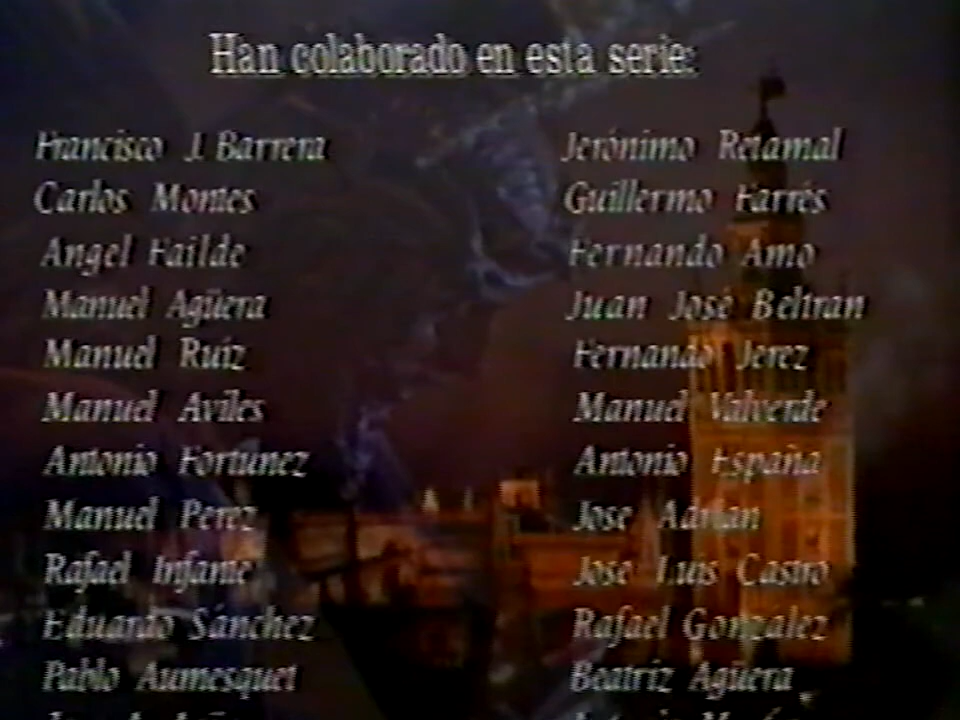 Han colaborado en esta serie:
Francisco J. Barrera
Carlos Montes
Angel Failde
Manuel Agüera
Manuel Ruiz
Manuel Aviles
Antonio Fortúnez
Manuel Perez
Rafael Infante
Eduardo Sánchez
Pablo Aumesquet
Jerónimo Retamal
Guillermo Farrés
Fernando Amo
Juan José Beltran
Fernando Jerez
Manuel Valverde
Antonio España
Jose Adrian
Jose Luis Castro
Rafael Gonzalez
Beatriz Agüera